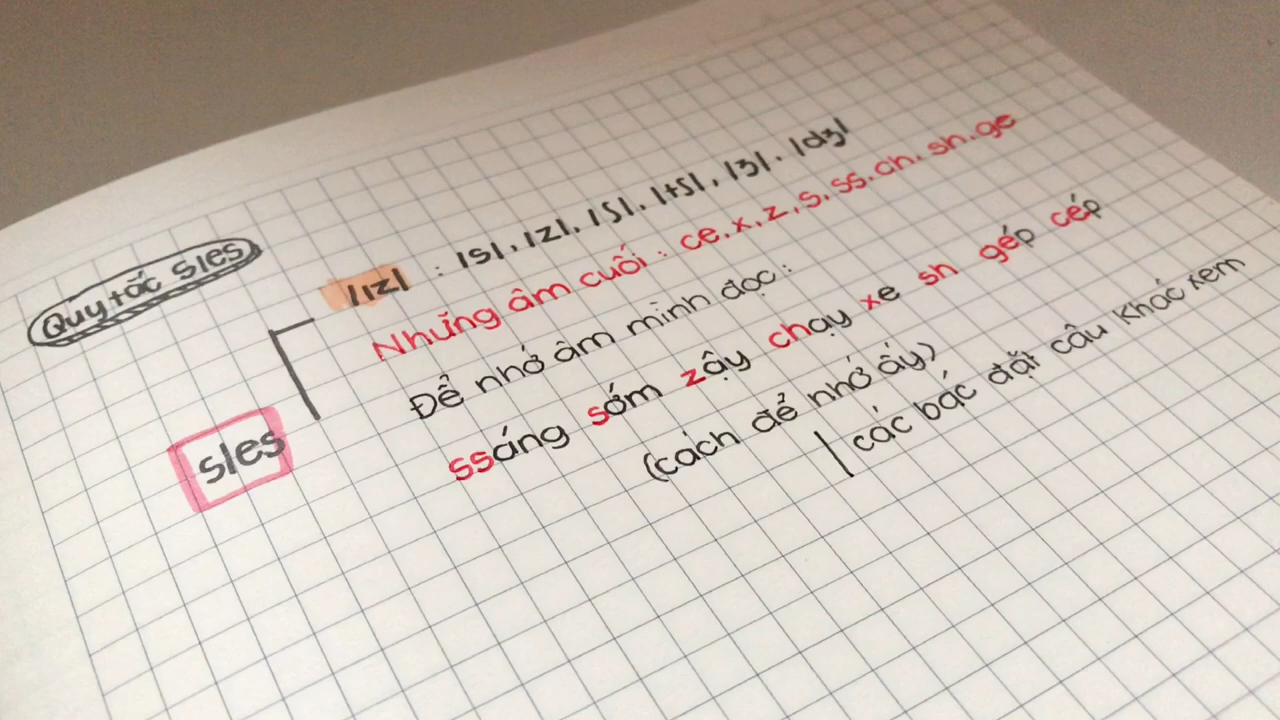 Quy tắc s/es
/ɪz/ : /s/, /z/, /ʃ/, /tʃ/, /ʒ/, /dʒ/
Những âm cuối : ce, x, z, s, ss, ch, sh, ge
Để nhớ âm mình đọc :
ssáng sớm zậy chạy xe sh gép cép
(cách để nhớ ấy)
các bạc đặt câu khác xem
s/es